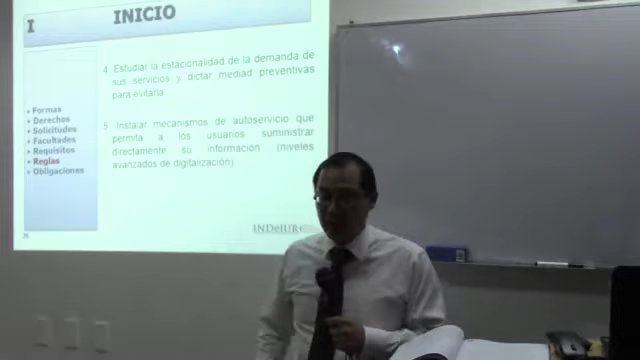 I INICIO
4. Estudiar la estacionalidad de la demanda de
sus servicios y dictar mediad preventivas
para evitarla
5. Instalar mecanismos de autoservicio que
permita a los usuarios suministrar
directamente su información (niveles
avanzados de digitalización)
• Formas
• Derechos
• Solicitudes
• Facultades
• Requisitos
• Reglas
• Obligaciones
INDeIUR